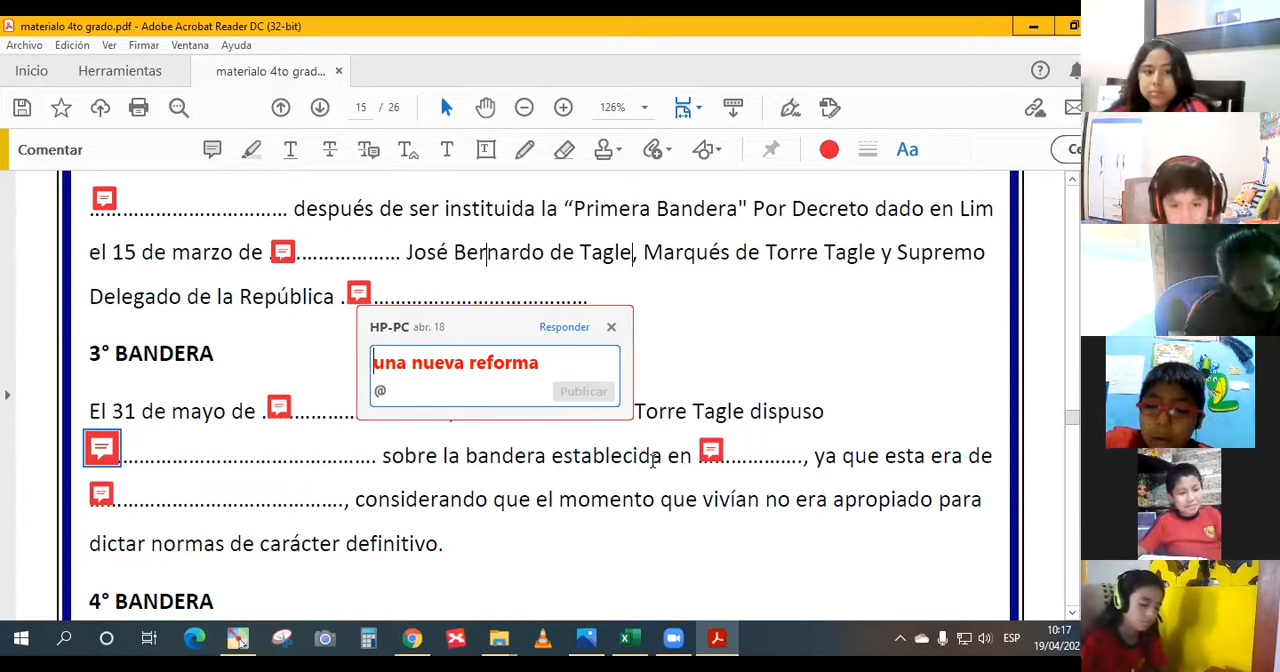 materialo 4to grado.pdf - Adobe Acrobat Reader DC (32-bit)
Archivo Edición Ver Firmar Ventana Ayuda
Inicio Herramientas materialo 4to grad... ×
15 / 26 126%
Comentar Aa Ce
................................... después de ser instituida la “Primera Bandera" Por Decreto dado en Lim
el 15 de marzo de ..................... José Bernardo de Tagle, Marqués de Torre Tagle y Supremo
Delegado de la República .......................................
HP-PC abr. 18 Responder ×
una nueva reforma
@ Publicar
3° BANDERA
El 31 de mayo de ............... Torre Tagle dispuso
............................................. sobre la bandera establecida en .................., ya que esta era de
............................................, considerando que el momento que vivían no era apropiado para
dictar normas de carácter definitivo.
4° BANDERA
ESP
10:17
19/04/202